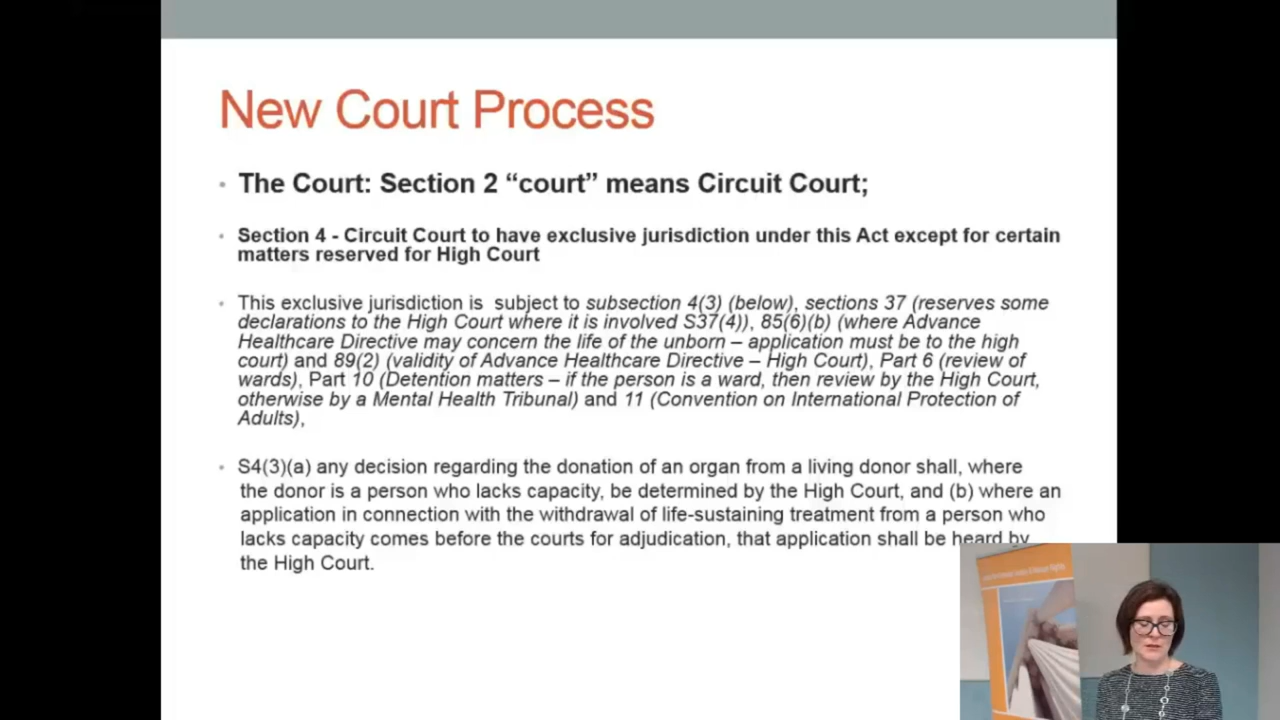 New Court Process
• The Court: Section 2 “court” means Circuit Court;
• Section 4 - Circuit Court to have exclusive jurisdiction under this Act except for certain
matters reserved for High Court
• This exclusive jurisdiction is subject to subsection 4(3) (below), sections 37 (reserves some
declarations to the High Court where it is involved S37(4)), 85(6)(b) (where Advance
Healthcare Directive may concern the life of the unborn – application must be to the high
court) and 89(2) (validity of Advance Healthcare Directive – High Court), Part 6 (review of
wards), Part 10 (Detention matters – if the person is a ward, then review by the High Court,
otherwise by a Mental Health Tribunal) and 11 (Convention on International Protection of
Adults),
• S4(3)(a) any decision regarding the donation of an organ from a living donor shall, where
the donor is a person who lacks capacity, be determined by the High Court, and (b) where an
application in connection with the withdrawal of life-sustaining treatment from a person who
lacks capacity comes before the courts for adjudication, that application shall be heard by
the High Court.